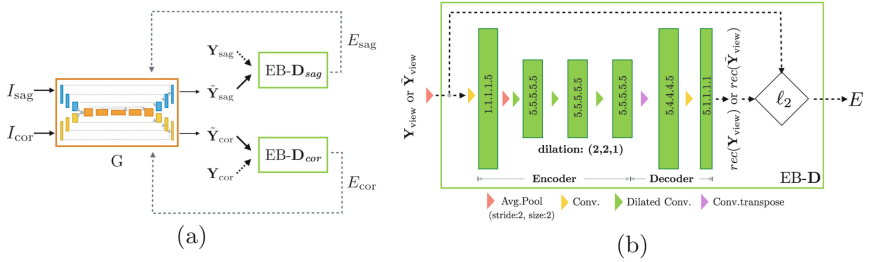 I_sag
I_cor
G
Y_sag
Ỹ_sag
Ỹ_cor
Y_cor
EB-D_sag
EB-D_cor
E_sag
E_cor
(a)
Y_view or Ỹ_view
1.1.1.1.5
5.5.5.5.5
5.5.5.5.5
5.5.5.5.5
5.4.4.4.5
5.1.1.1.1
dilation: (2,2,1)
rec(Y_view) or rec(Ỹ_view)
ℓ₂
E
Encoder
Decoder
EB-D
Avg.Pool
(stride:2, size:2)
Conv.
Dilated Conv.
Conv.transpose
(b)